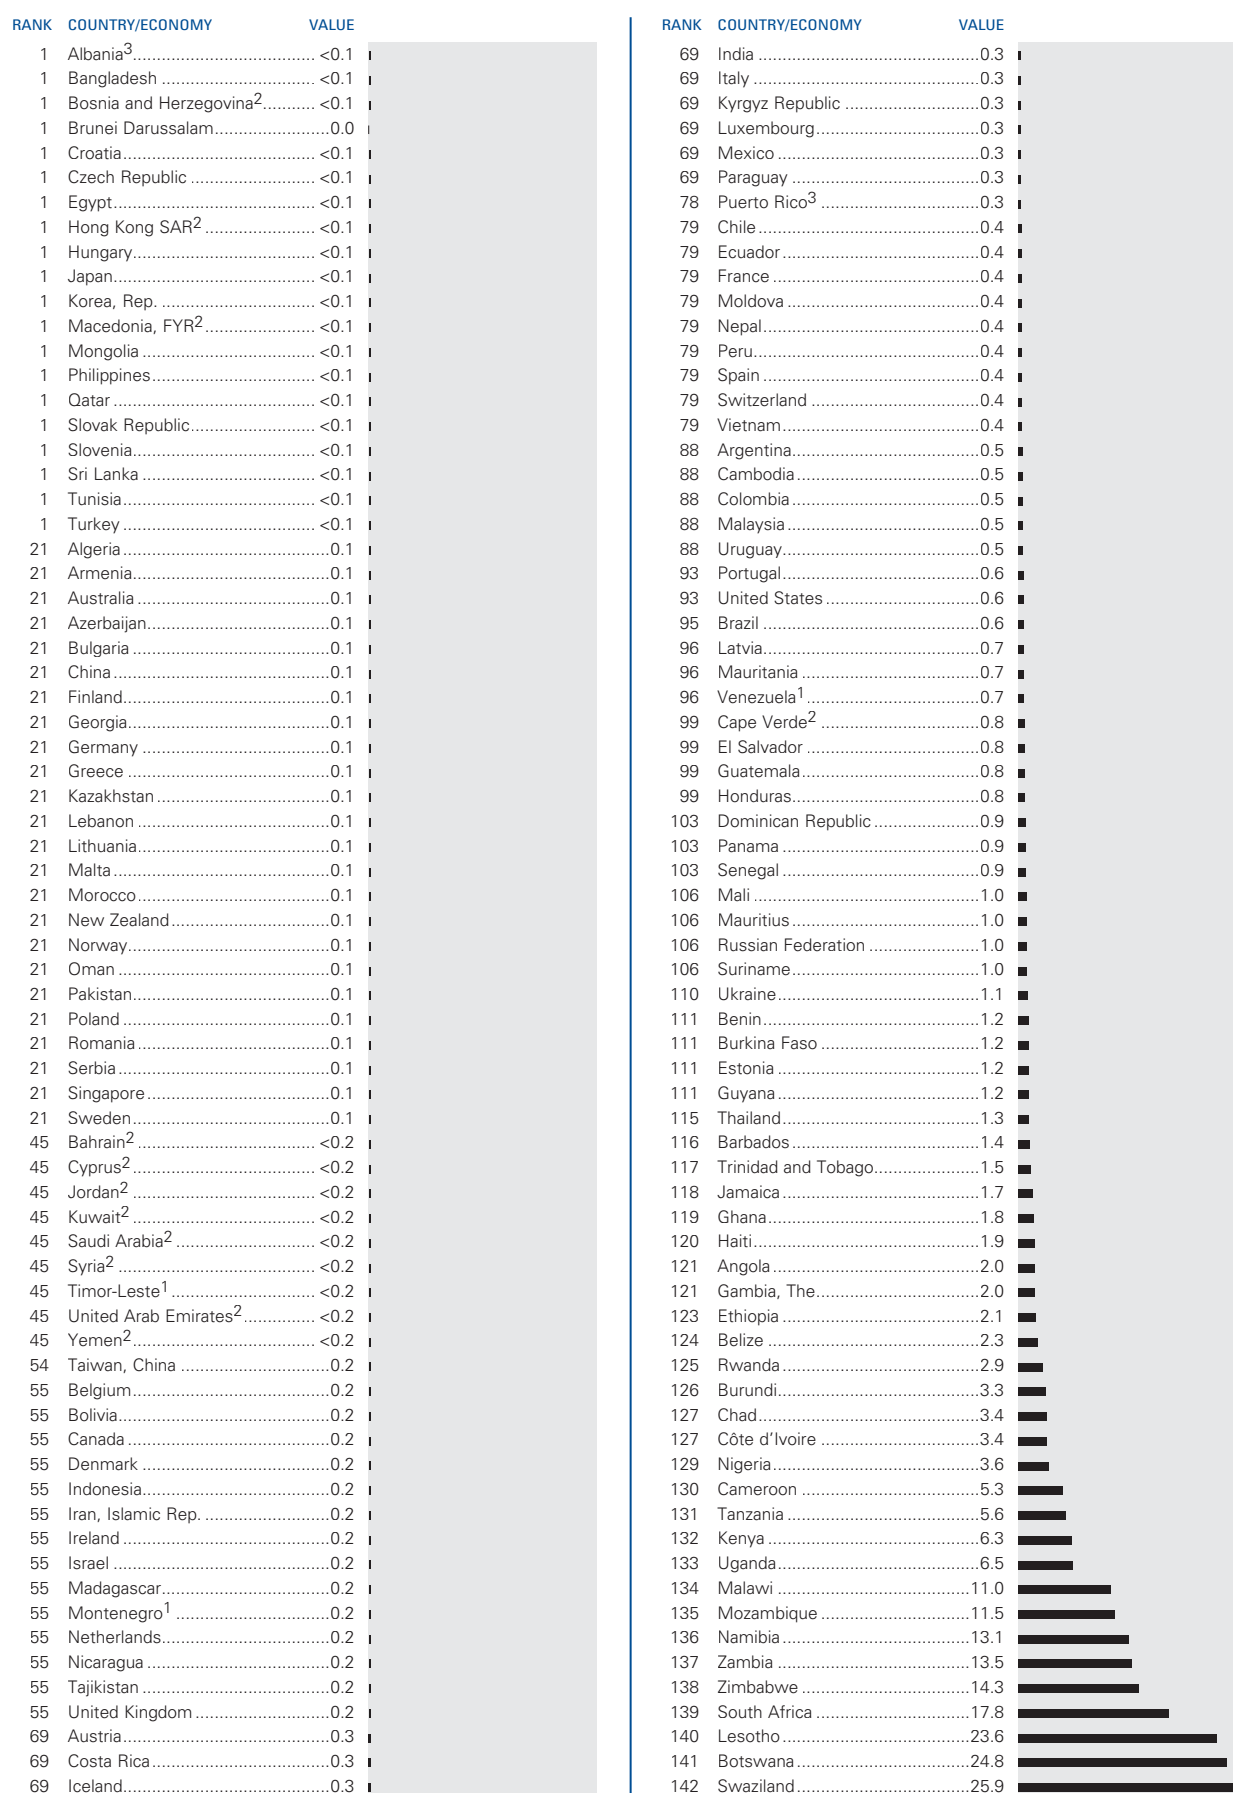 RANK COUNTRY/ECONOMY VALUE
1 Albania3 <0.1
1 Bangladesh <0.1
1 Bosnia and Herzegovina2 <0.1
1 Brunei Darussalam 0.0
1 Croatia <0.1
1 Czech Republic <0.1
1 Egypt <0.1
1 Hong Kong SAR2 <0.1
1 Hungary <0.1
1 Japan <0.1
1 Korea, Rep. <0.1
1 Macedonia, FYR2 <0.1
1 Mongolia <0.1
1 Philippines <0.1
1 Qatar <0.1
1 Slovak Republic <0.1
1 Slovenia <0.1
1 Sri Lanka <0.1
1 Tunisia <0.1
1 Turkey <0.1
21 Algeria 0.1
21 Armenia 0.1
21 Australia 0.1
21 Azerbaijan 0.1
21 Bulgaria 0.1
21 China 0.1
21 Finland 0.1
21 Georgia 0.1
21 Germany 0.1
21 Greece 0.1
21 Kazakhstan 0.1
21 Lebanon 0.1
21 Lithuania 0.1
21 Malta 0.1
21 Morocco 0.1
21 New Zealand 0.1
21 Norway 0.1
21 Oman 0.1
21 Pakistan 0.1
21 Poland 0.1
21 Romania 0.1
21 Serbia 0.1
21 Singapore 0.1
21 Sweden 0.1
45 Bahrain2 <0.2
45 Cyprus2 <0.2
45 Jordan2 <0.2
45 Kuwait2 <0.2
45 Saudi Arabia2 <0.2
45 Syria2 <0.2
45 Timor-Leste1 <0.2
45 United Arab Emirates2 <0.2
45 Yemen2 <0.2
54 Taiwan, China 0.2
55 Belgium 0.2
55 Bolivia 0.2
55 Canada 0.2
55 Denmark 0.2
55 Indonesia 0.2
55 Iran, Islamic Rep. 0.2
55 Ireland 0.2
55 Israel 0.2
55 Madagascar 0.2
55 Montenegro1 0.2
55 Netherlands 0.2
55 Nicaragua 0.2
55 Tajikistan 0.2
55 United Kingdom 0.2
69 Austria 0.3
69 Costa Rica 0.3
69 Iceland 0.3
RANK COUNTRY/ECONOMY VALUE
69 India 0.3
69 Italy 0.3
69 Kyrgyz Republic 0.3
69 Luxembourg 0.3
69 Mexico 0.3
69 Paraguay 0.3
78 Puerto Rico3 0.3
79 Chile 0.4
79 Ecuador 0.4
79 France 0.4
79 Moldova 0.4
79 Nepal 0.4
79 Peru 0.4
79 Spain 0.4
79 Switzerland 0.4
79 Vietnam 0.4
88 Argentina 0.5
88 Cambodia 0.5
88 Colombia 0.5
88 Malaysia 0.5
88 Uruguay 0.5
93 Portugal 0.6
93 United States 0.6
95 Brazil 0.6
96 Latvia 0.7
96 Mauritania 0.7
96 Venezuela1 0.7
99 Cape Verde2 0.8
99 El Salvador 0.8
99 Guatemala 0.8
99 Honduras 0.8
103 Dominican Republic 0.9
103 Panama 0.9
103 Senegal 0.9
106 Mali 1.0
106 Mauritius 1.0
106 Russian Federation 1.0
106 Suriname 1.0
110 Ukraine 1.1
111 Benin 1.2
111 Burkina Faso 1.2
111 Estonia 1.2
111 Guyana 1.2
115 Thailand 1.3
116 Barbados 1.4
117 Trinidad and Tobago 1.5
118 Jamaica 1.7
119 Ghana 1.8
120 Haiti 1.9
121 Angola 2.0
121 Gambia, The 2.0
123 Ethiopia 2.1
124 Belize 2.3
125 Rwanda 2.9
126 Burundi 3.3
127 Chad 3.4
127 Côte d’Ivoire 3.4
129 Nigeria 3.6
130 Cameroon 5.3
131 Tanzania 5.6
132 Kenya 6.3
133 Uganda 6.5
134 Malawi 11.0
135 Mozambique 11.5
136 Namibia 13.1
137 Zambia 13.5
138 Zimbabwe 14.3
139 South Africa 17.8
140 Lesotho 23.6
141 Botswana 24.8
142 Swaziland 25.9